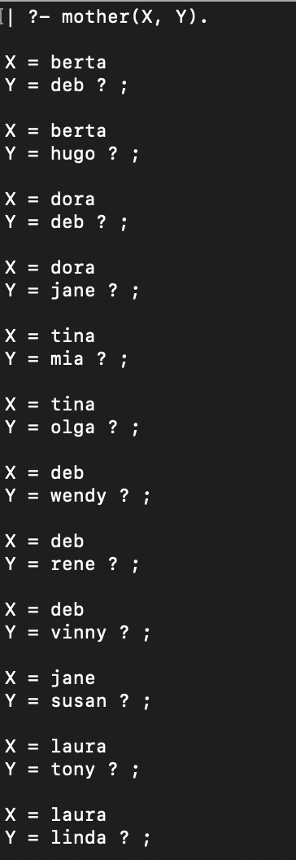 | ?- mother(X, Y).
X = berta
Y = deb ? ;
X = berta
Y = hugo ? ;
X = dora
Y = deb ? ;
X = dora
Y = jane ? ;
X = tina
Y = mia ? ;
X = tina
Y = olga ? ;
X = deb
Y = wendy ? ;
X = deb
Y = rene ? ;
X = deb
Y = vinny ? ;
X = jane
Y = susan ? ;
X = laura
Y = tony ? ;
X = laura
Y = linda ? ;